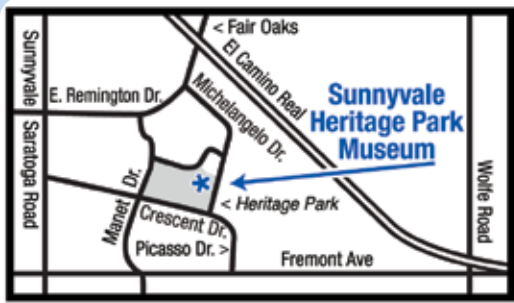 < Fair Oaks
Sunnyvale
Saratoga Road
E. Remington Dr.
El Camino Real
Michelangelo Dr.
Sunnyvale
Heritage Park
Museum
Wolfe Road
Manet Dr.
< Heritage Park
Crescent Dr.
Picasso Dr. >
Fremont Ave